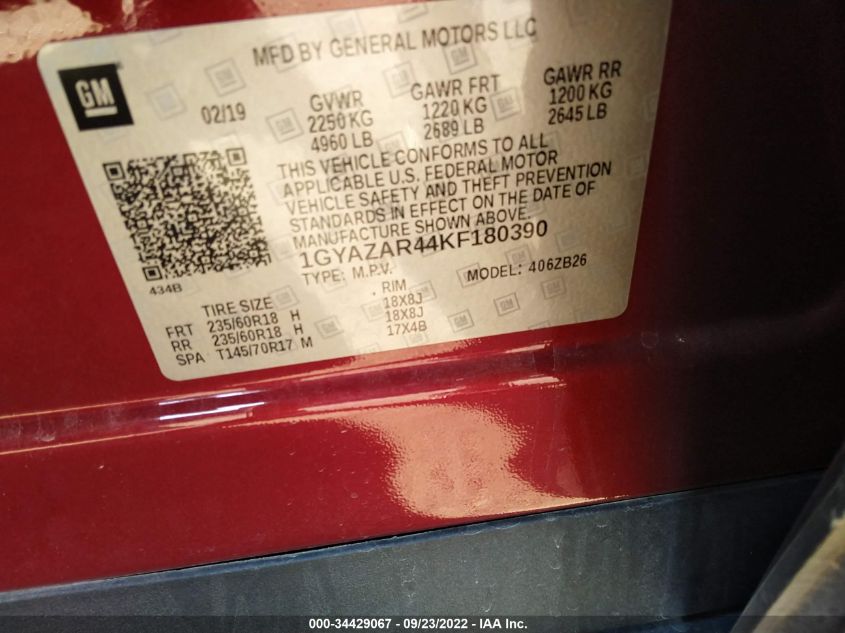 MFD BY GENERAL MOTORS LLC
GM
02/19
GVWR
2250 KG
4960 LB
GAWR FRT
1220 KG
2689 LB
GAWR RR
1200 KG
2645 LB
THIS VEHICLE CONFORMS TO ALL
APPLICABLE U.S. FEDERAL MOTOR
VEHICLE SAFETY AND THEFT PREVENTION
STANDARDS IN EFFECT ON THE DATE OF
MANUFACTURE SHOWN ABOVE.
1GYAZAR44KF180390
TYPE: M.P.V.
MODEL: 406ZB26
434B
TIRE SIZE
RIM
FRT 235/60R18 H 18X8J
RR 235/60R18 H 18X8J
SPA T145/70R17 M 17X4B
000-34429067 - 09/23/2022 - IAA Inc.